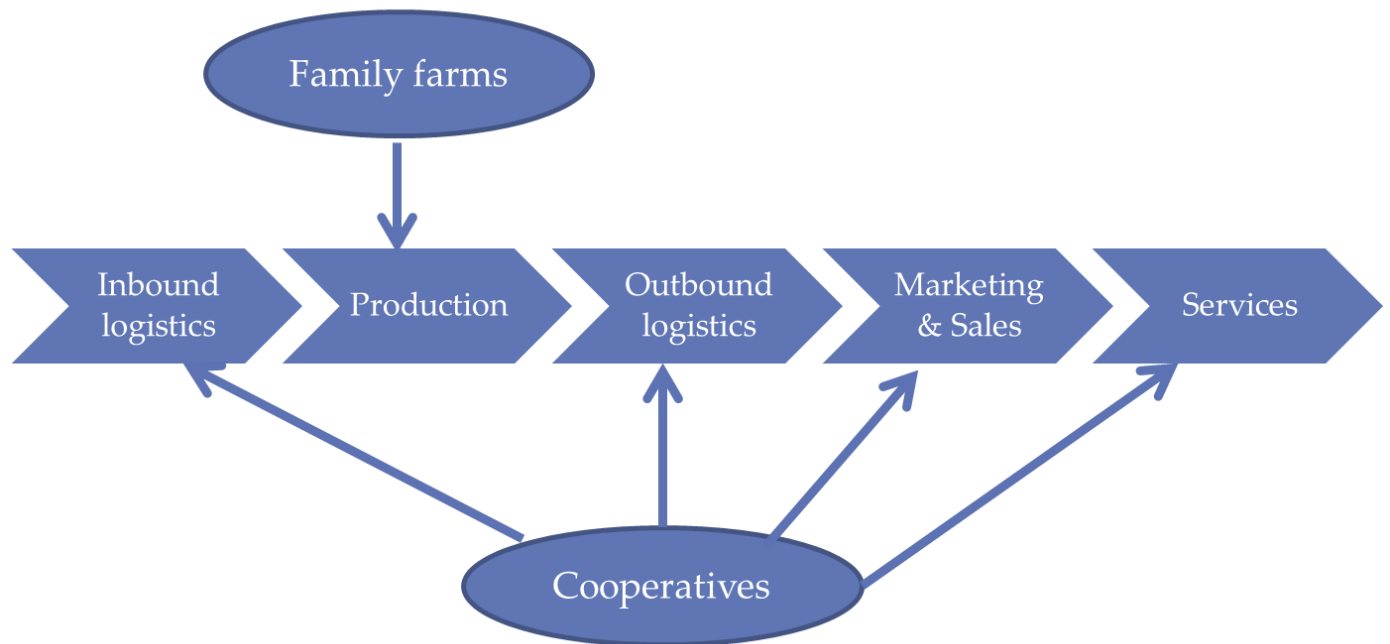 Family farms
Inbound
logistics
Production
Outbound
logistics
Marketing
& Sales
Services
Cooperatives